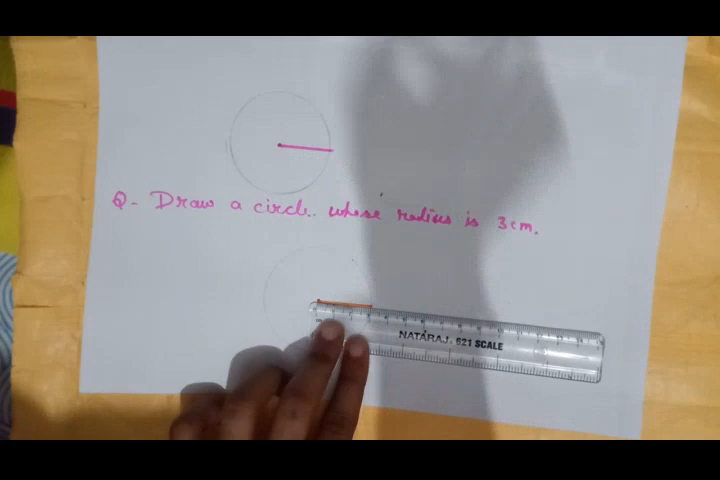 Q- Draw a circle. whose radius is 3cm.
NATARAJ. 621 SCALE